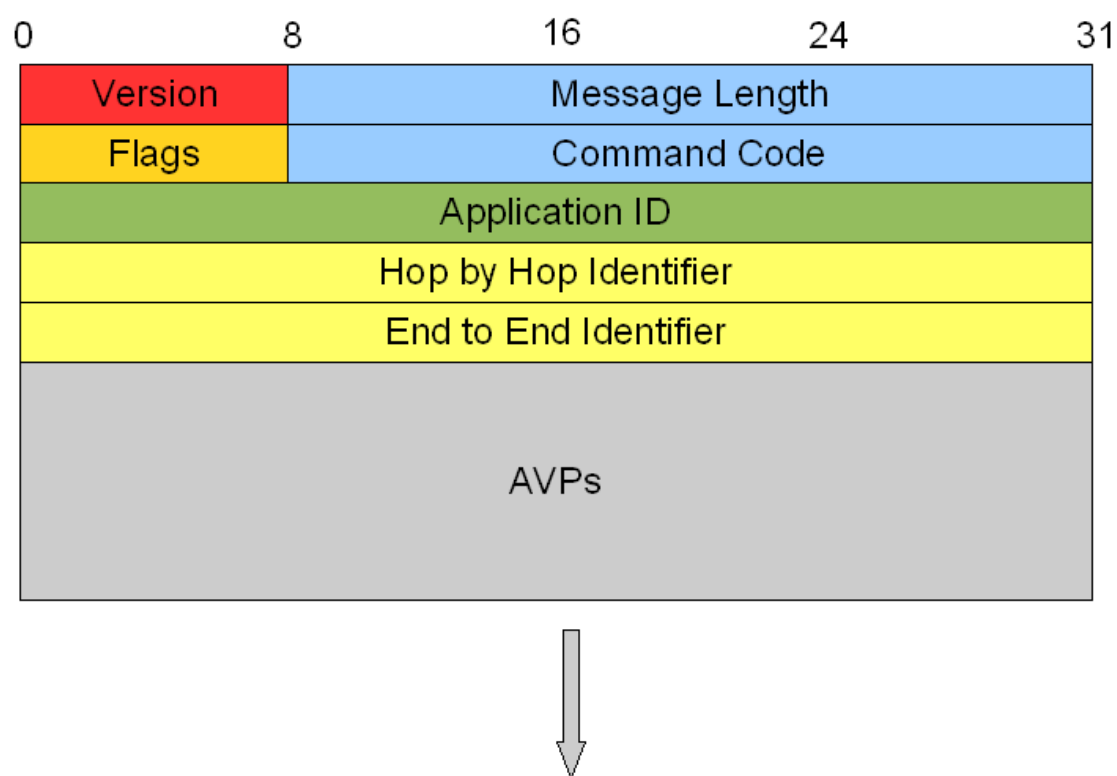 0 8 16 24 31
Version Message Length
Flags Command Code
Application ID
Hop by Hop Identifier
End to End Identifier
AVPs